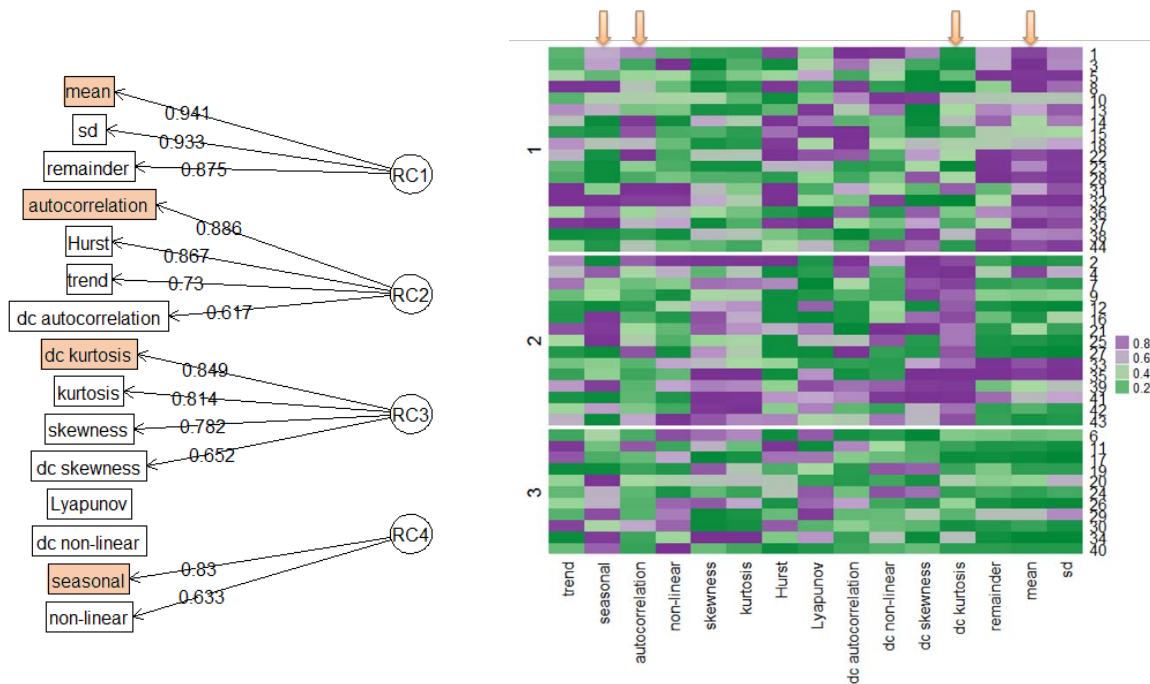 mean
sd
remainder
autocorrelation
Hurst
trend
dc autocorrelation
dc kurtosis
kurtosis
skewness
dc skewness
Lyapunov
dc non-linear
seasonal
non-linear
0.941
0.933
0.875
0.886
0.867
0.73
0.617
0.849
0.814
0.782
0.652
0.83
0.633
RC1
RC2
RC3
RC4
1
2
3
1
3
5
8
10
13
14
15
18
22
23
28
31
32
36
37
38
44
2
4
7
9
12
16
21
25
27
33
35
39
41
42
43
6
11
17
19
20
24
26
29
30
34
40
0.8
0.6
0.4
0.2
trend
seasonal
autocorrelation
non-linear
skewness
kurtosis
Hurst
Lyapunov
dc autocorrelation
dc non-linear
dc skewness
dc kurtosis
remainder
mean
sd